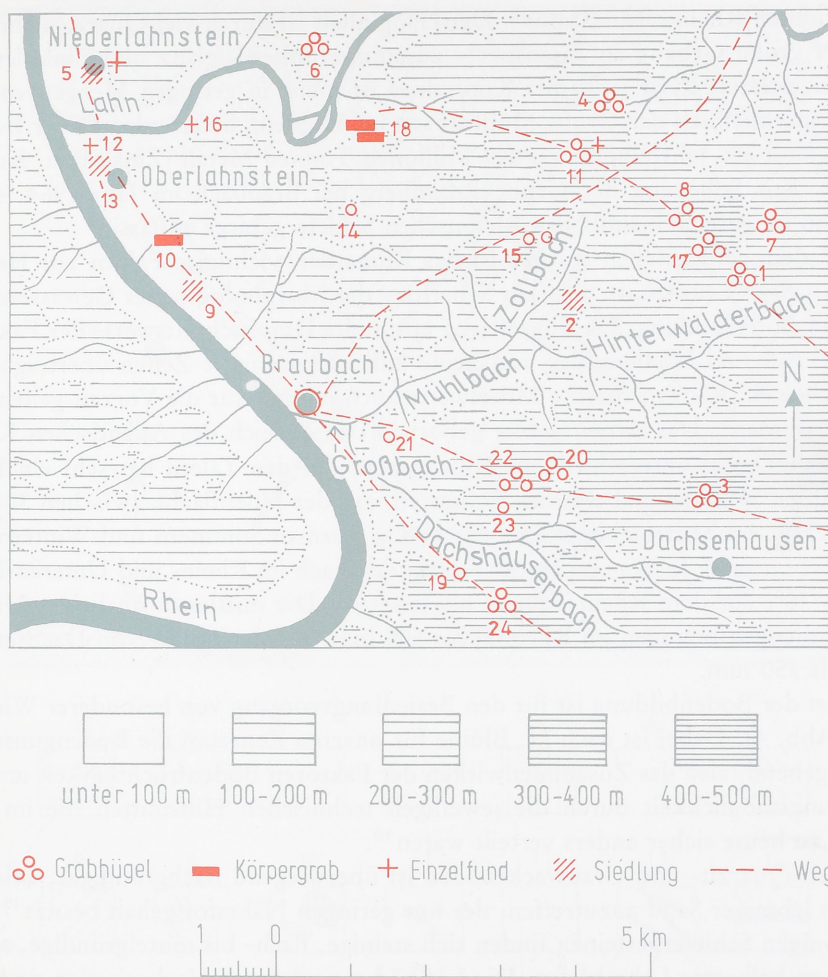 Niederlahnstein
5
6
Lahn
4
16
18
12
11
Oberlahnstein
13
8
14
7
15
17
10
1
Zollbach
9
2
Hinterwälderbach
Braubach
N
Mühlbach
21
Großbach
22
20
3
23
Dachshäuserbach
Dachsenhausen
19
Rhein
24
unter 100 m
100-200 m
200-300 m
300-400 m
400-500 m
Grabhügel
Körpergrab
Einzelfund
Siedlung
Weg
1
0
5 km